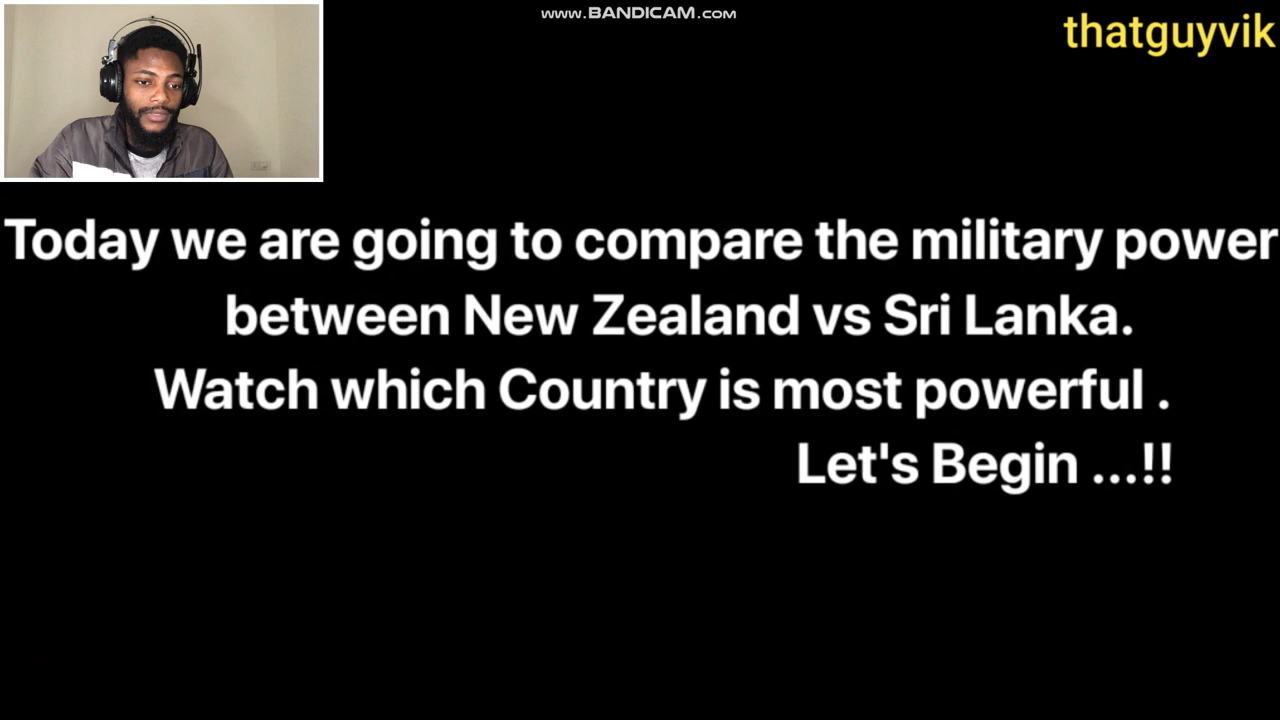 www.BANDICAM.com
thatguyvik
Today we are going to compare the military power
between New Zealand vs Sri Lanka.
Watch which Country is most powerful .
Let's Begin ...!!